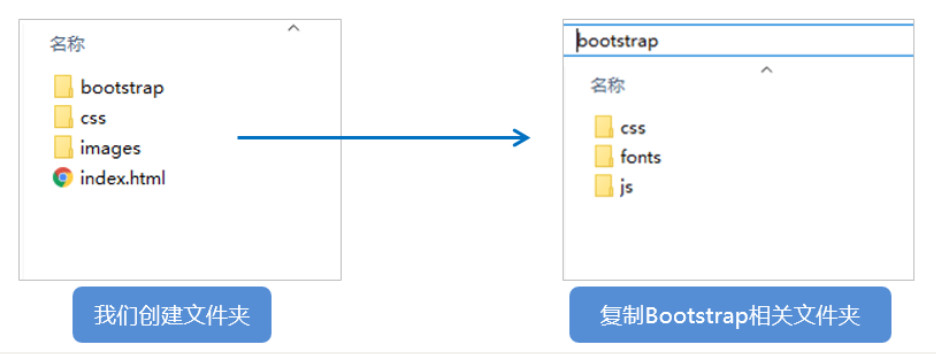 名称
bootstrap
css
images
index.html
我们创建文件夹
bootstrap
名称
css
fonts
js
复制Bootstrap相关文件夹